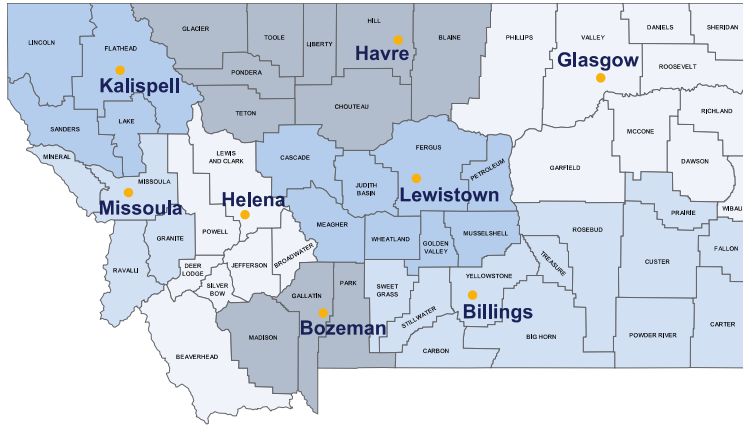 LINCOLN
FLATHEAD
GLACIER
TOOLE
LIBERTY
HILL
BLAINE
PHILLIPS
VALLEY
DANIELS
SHERIDAN
Kalispell
Havre
Glasgow
PONDERA
ROOSEVELT
TETON
CHOUTEAU
RICHLAND
SANDERS
LAKE
MCCONE
MINERAL
MISSOULA
LEWIS
AND CLARK
CASCADE
FERGUS
PETROLEUM
GARFIELD
DAWSON
JUDITH
BASIN
Missoula
Helena
Lewistown
WIBAU
PRAIRIE
POWELL
MEAGHER
GRANITE
BROADWATER
WHEATLAND
GOLDEN
VALLEY
MUSSELSHELL
ROSEBUD
TREASURE
FALLON
RAVALLI
DEER
LODGE
JEFFERSON
CUSTER
SILVER
BOW
GALLATIN
PARK
SWEET
GRASS
STILLWATER
YELLOWSTONE
Bozeman
Billings
MADISON
BEAVERHEAD
CARBON
BIG HORN
POWDER RIVER
CARTER